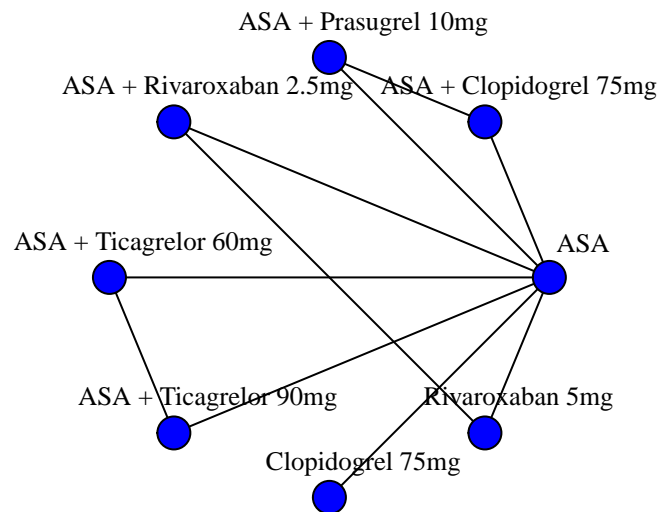 ASA + Prasugrel 10mg
ASA + Rivaroxaban 2.5mg
ASA + Clopidogrel 75mg
ASA + Ticagrelor 60mg
ASA
ASA + Ticagrelor 90mg
Rivaroxaban 5mg
Clopidogrel 75mg